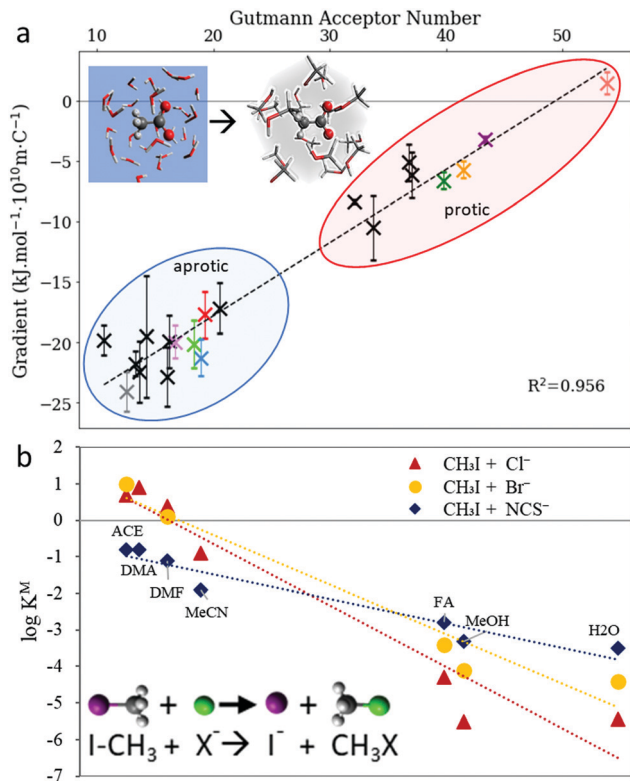 Gutmann Acceptor Number
a
10 20 30 40 50
Gradient (kJ.mol⁻¹·10¹⁰m·C⁻¹)
0
−5
−10
−15
−20
−25
protic
aprotic
R²=0.956
b
2
1
0
-1
-2
-3
-4
-5
-6
-7
log Kᴹ
CH₃I + Cl⁻
CH₃I + Br⁻
CH₃I + NCS⁻
ACE
DMA
DMF
MeCN
FA
MeOH
H2O
+ → +
I-CH₃ + X⁻ → I⁻ + CH₃X